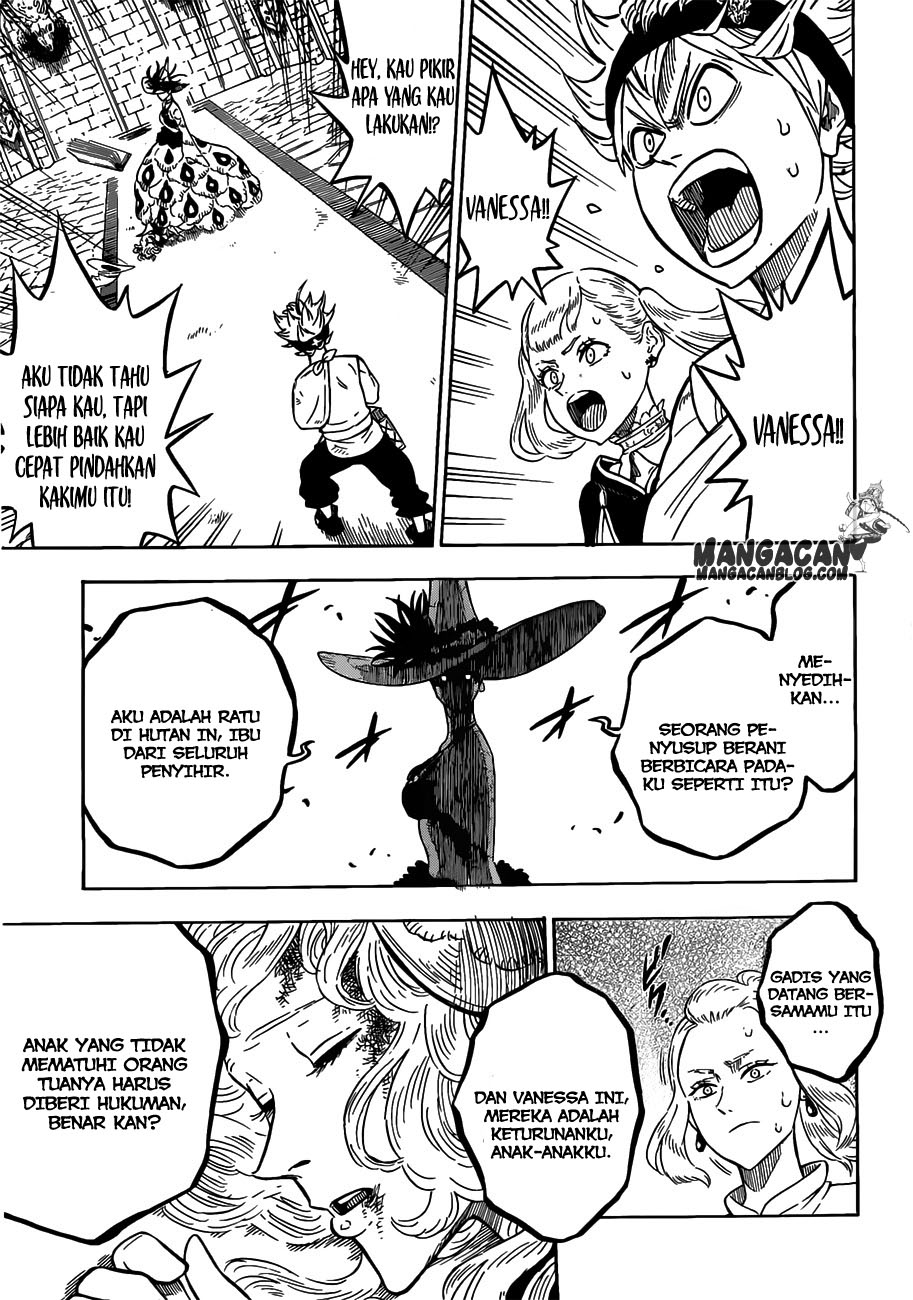 VANESSA!!
VANESSA!!
HEY, KAU PIKIR
APA YANG KAU
LAKUKAN!?
AKU TIDAK TAHU
SIAPA KAU, TAPI
LEBIH BAIK KAU
CEPAT PINDAHKAN
KAKIMU ITU!
MANGACAN
MANGACANBLOG.COM
ME-
NYEDIH-
KAN...
SEORANG PE-
NYUSUP BERANI
BERBICARA PADA-
KU SEPERTI ITU?
AKU ADALAH RATU
DI HUTAN IN, IBU
DARI SELURUH
PENYIHIR.
GADIS YANG
DATANG BER-
SAMAMU ITU
...
DAN VANESSA INI,
MEREKA ADALAH
KETURUNANKU,
ANAK-ANAKKU.
ANAK YANG TIDAK
MEMATUHI ORANG
TUANYA HARUS
DIBERI HUKUMAN,
BENAR KAN?